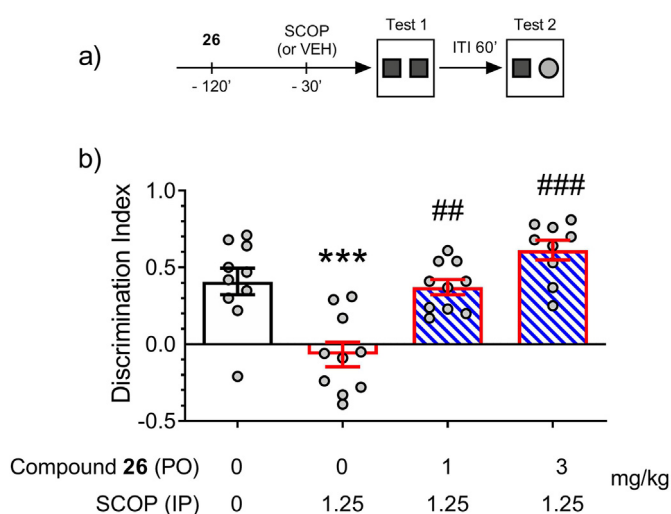 a)
26
SCOP
(or VEH)
- 120'
- 30'
Test 1
ITI 60'
Test 2
b)
Discrimination Index
1.0
0.5
0.0
-0.5
***
##
###
Compound 26 (PO) 0 0 1 3 mg/kg
SCOP (IP) 0 1.25 1.25 1.25